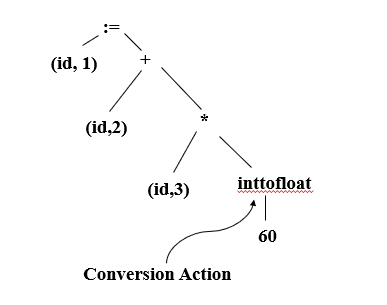 :=
(id, 1)
+
(id,2)
*
(id,3)
inttofloat
60
Conversion Action